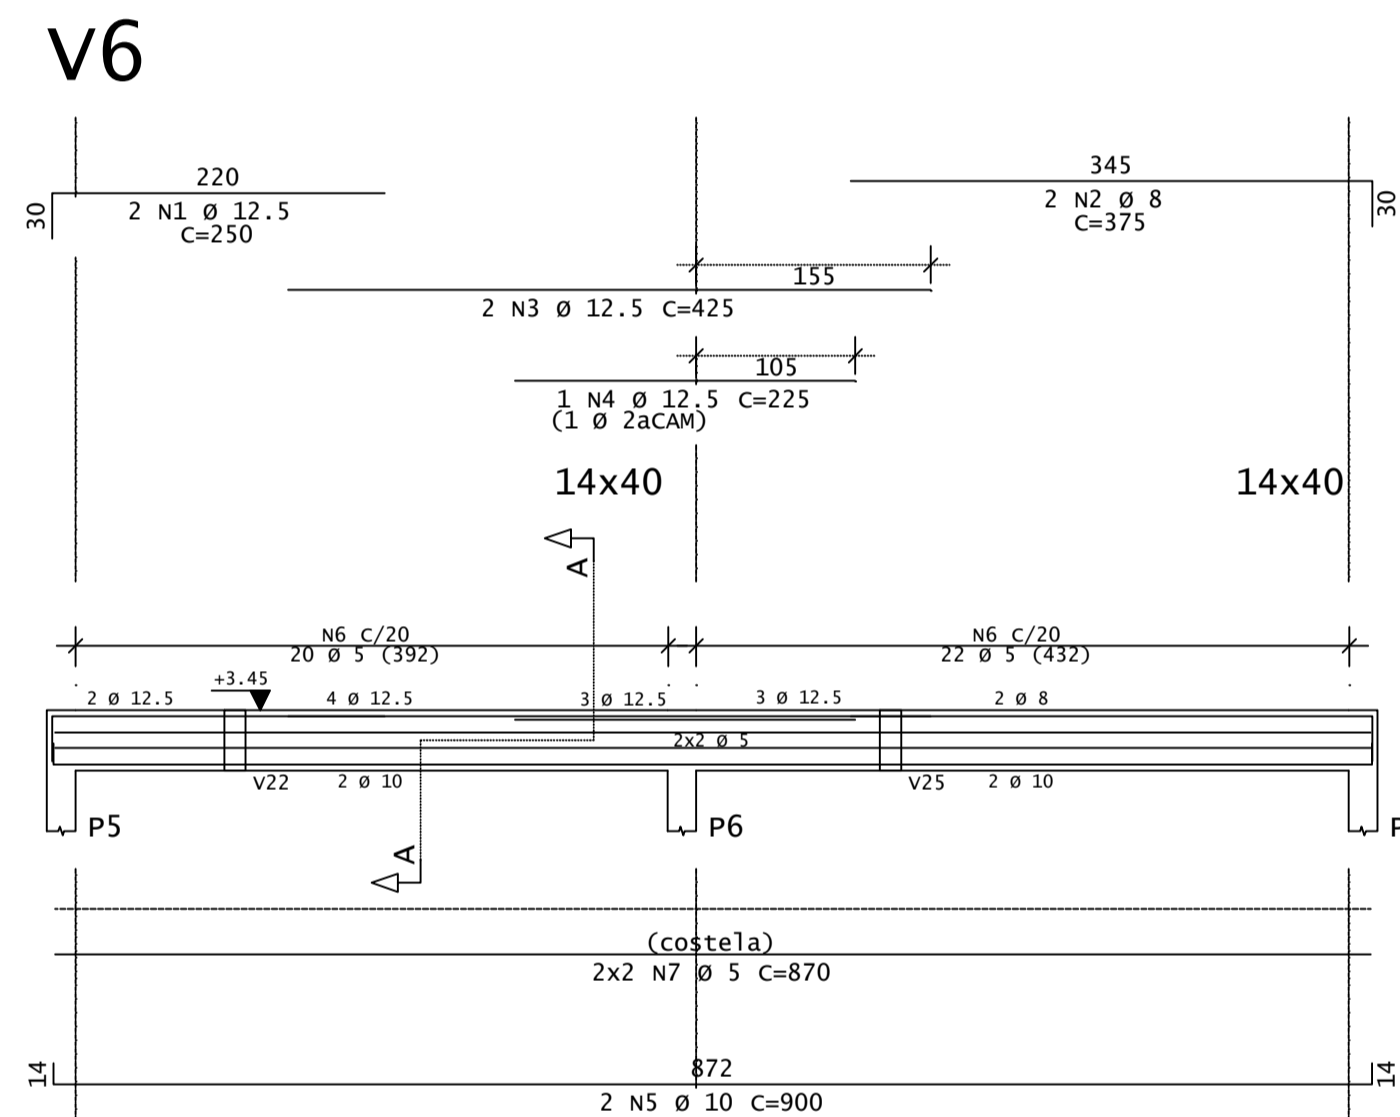 V6
220
30
2 N1 Ø 12.5
C=250
345
30
2 N2 Ø 8
C=375
155
2 N3 Ø 12.5 C=425
105
1 N4 Ø 12.5 C=225
(1 Ø 2aCAM)
14x40
14x40
A
N6 C/20
20 Ø 5 (392)
N6 C/20
22 Ø 5 (432)
+3.45
2 Ø 12.5
4 Ø 12.5
3 Ø 12.5
3 Ø 12.5
2 Ø 8
2x2 Ø 5
V22
2 Ø 10
V25
2 Ø 10
P5
P6
P
A
(costela)
2x2 N7 Ø 5 C=870
14
872
14
2 N5 Ø 10 C=900